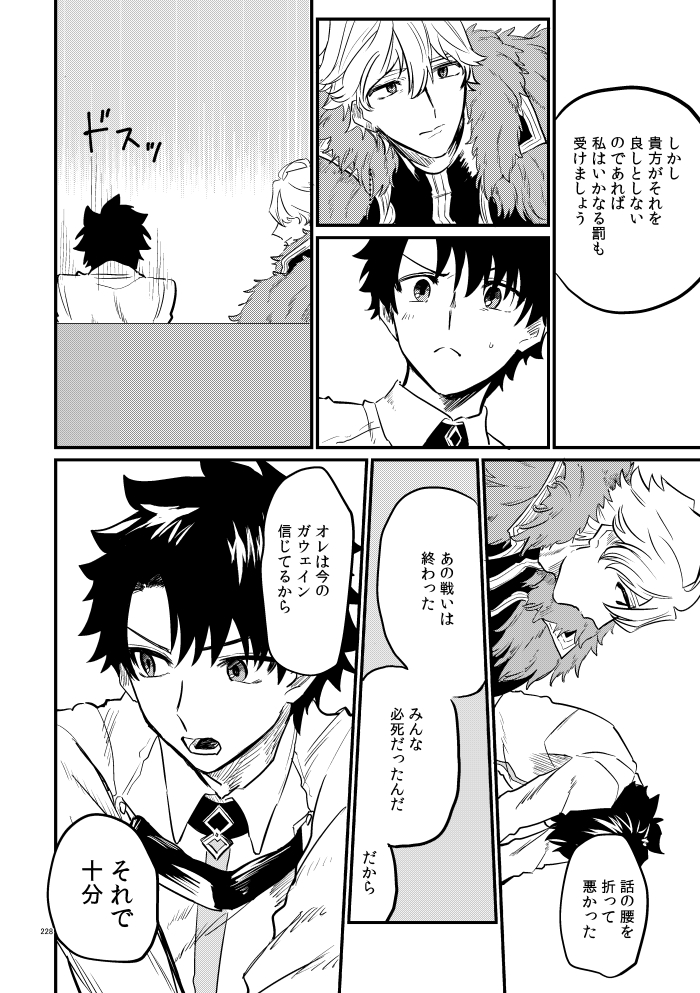 しかし
貴方がそれを
良しとしない
のであれば
私はいかなる罰も
受けましょう
ドスッ
話の腰を
折って
悪かった
あの戦いは
終わった
みんな
必死だったんだ
だから
オレは今の
ガウェイン
信じてるから
それで
十分
228